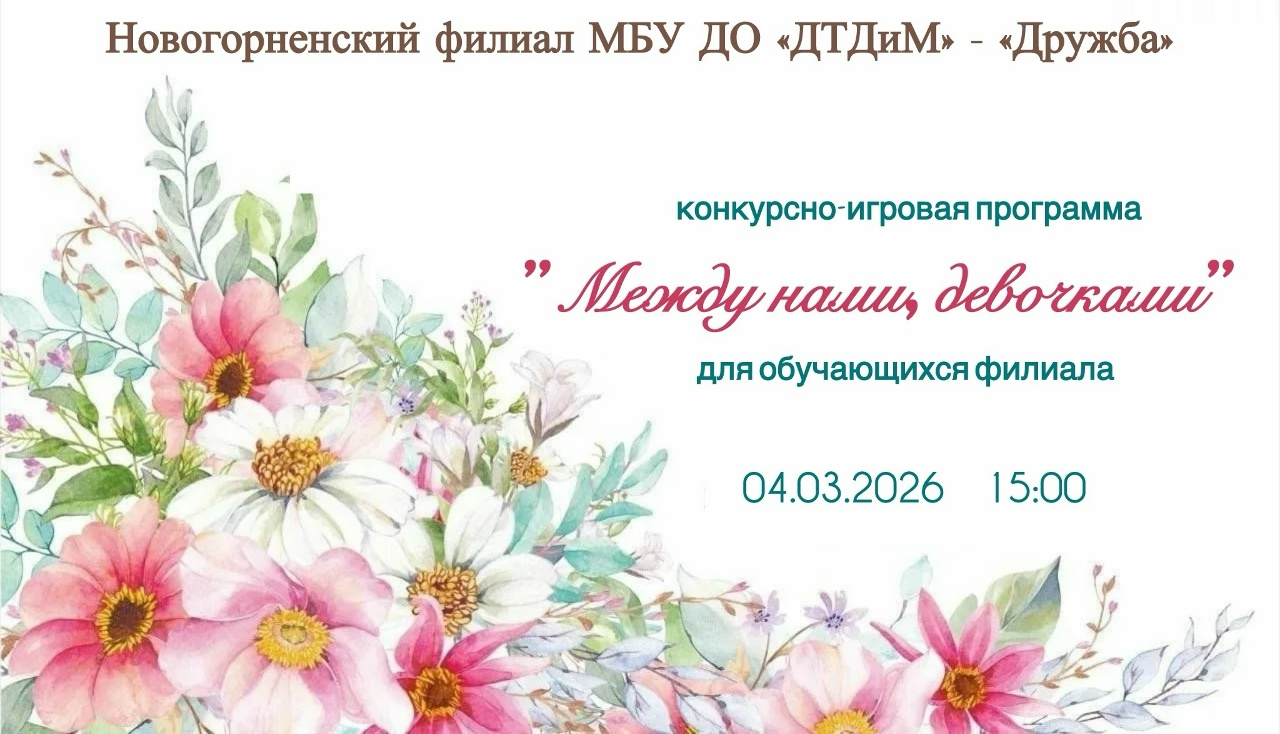 Новогорненский филиал МБУ ДО «ДТДиМ» - «Дружба»
конкурсно-игровая программа
” Между нами, девочками”
для обучающихся филиала
04.03.2026 15:00